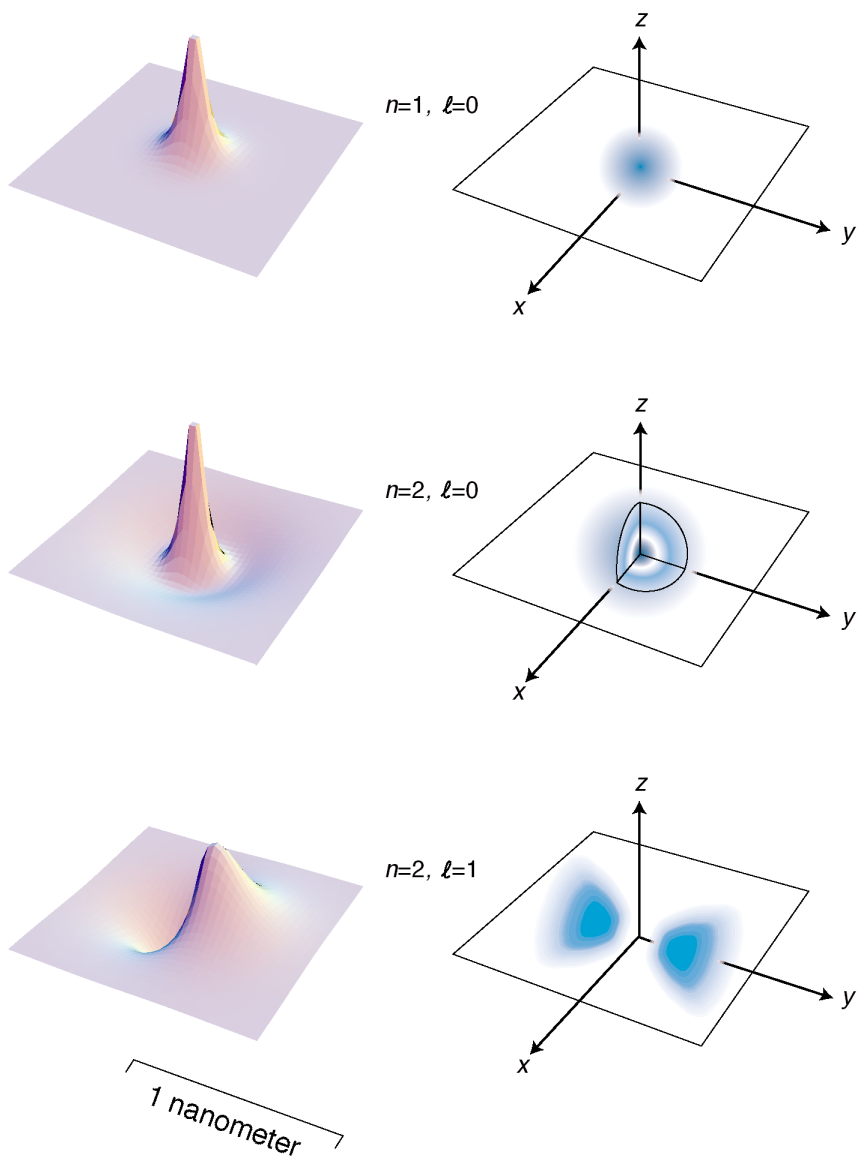 z
n=1, ℓ=0
y
x
z
n=2, ℓ=0
y
x
z
n=2, ℓ=1
y
x
1 nanometer